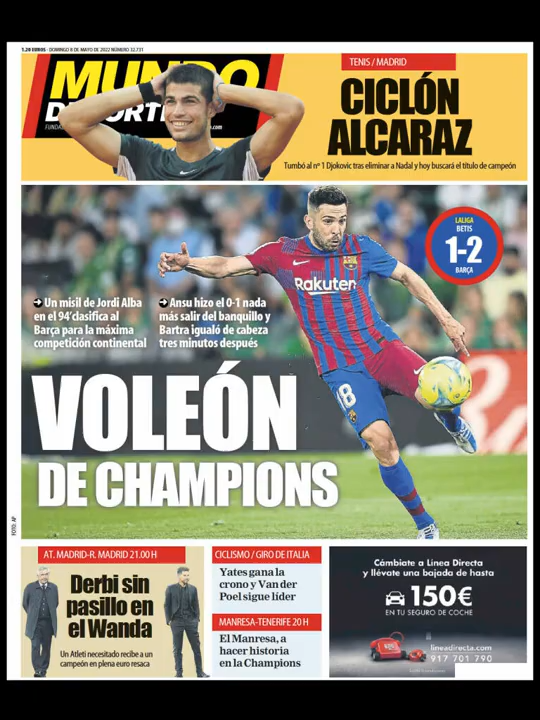 1.20 EUROS - DOMINGO 8 DE MAYO DE 2022 NÚMERO 32.731
MUNDO
DEPORTIVO
TENIS / MADRID
CICLÓN
ALCARAZ
Tumbó al nº 1 Djokovic tras eliminar a Nadal y hoy buscará el título de campeón
LALIGA
BETIS
1-2
BARÇA
Rakuten
18
Un misil de Jordi Alba
en el 94' clasifica al
Barça para la máxima
competición continental
Ansu hizo el 0-1 nada
más salir del banquillo y
Bartra igualó de cabeza
tres minutos después
VOLEÓN
DE CHAMPIONS
FOTO: AP
AT. MADRID-R. MADRID 21.00 H
Derbi sin
pasillo en
el Wanda
Un Atleti necesitado recibe a un
campeón en plena euro resaca
CICLISMO / GIRO DE ITALIA
Yates gana la
crono y Van der
Poel sigue líder
MANRESA-TENERIFE 20 H
El Manresa, a
hacer historia
en la Champions
Cámbiate a Línea Directa
y llévate una bajada de hasta
150€
EN TU SEGURO DE COCHE
lineadirecta.com
917 701 790